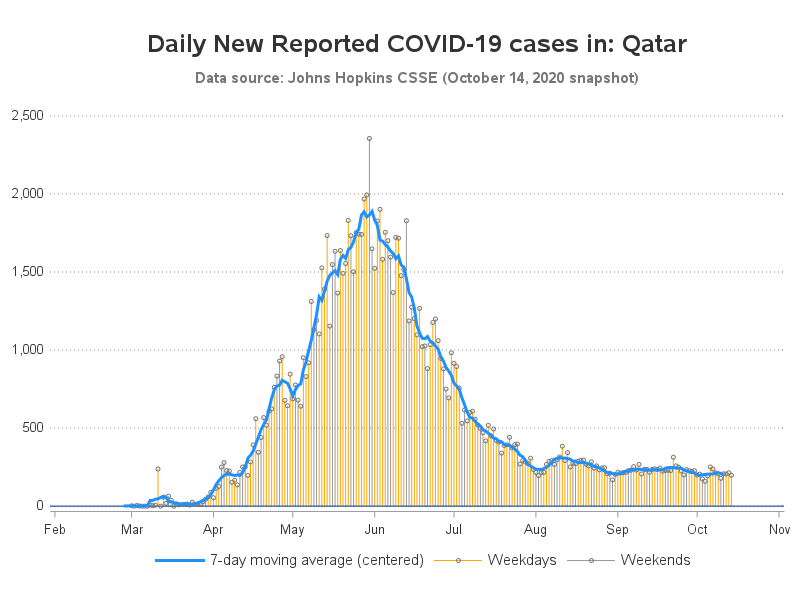 Daily New Reported COVID-19 cases in: Qatar
Data source: Johns Hopkins CSSE (October 14, 2020 snapshot)
2,500
2,000
1,500
1,000
500
0
Feb Mar Apr May Jun Jul Aug Sep Oct Nov
7-day moving average (centered) Weekdays Weekends